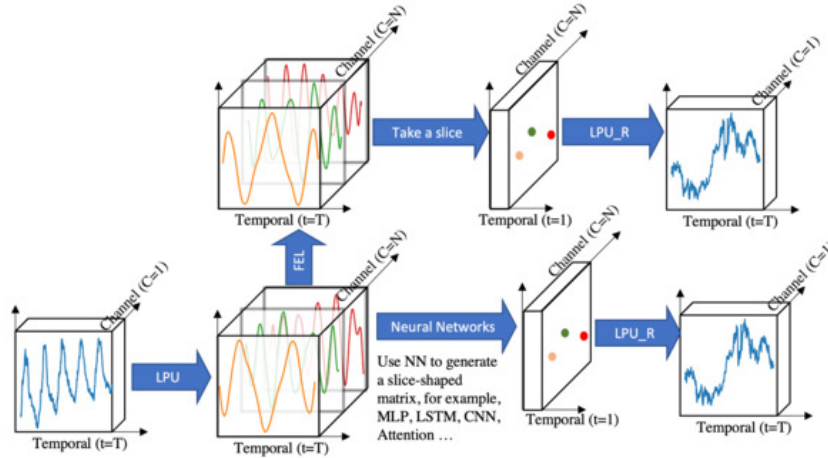 Channel (C=N)
Take a slice
Temporal (t=T)
Channel (C=N)
LPU_R
Temporal (t=1)
Channel (C=1)
Temporal (t=T)
FEL
Channel (C=1)
LPU
Temporal (t=T)
Channel (C=N)
Neural Networks
Use NN to generate
a slice-shaped
matrix, for example,
MLP, LSTM, CNN,
Attention ...
Temporal (t=T)
Channel (C=N)
LPU_R
Temporal (t=1)
Channel (C=1)
Temporal (t=T)